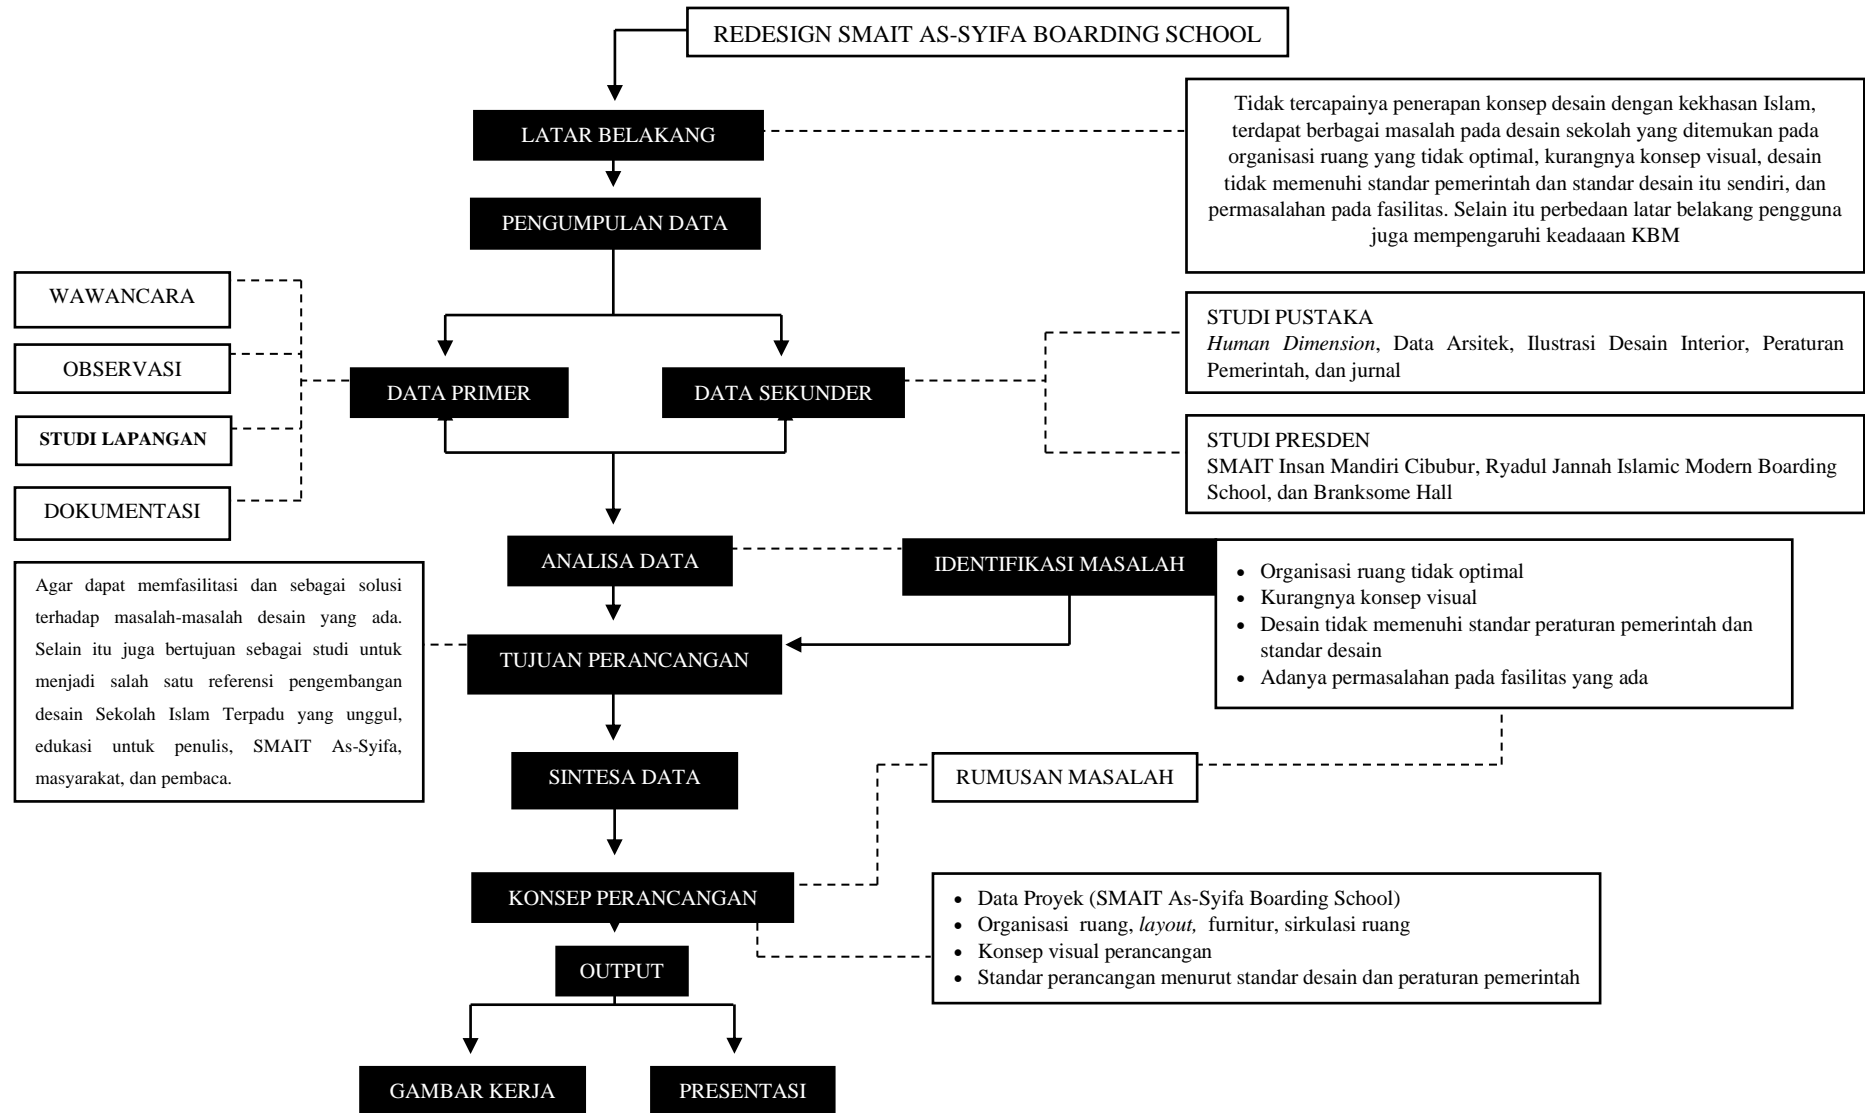 REDESIGN SMAIT AS-SYIFA BOARDING SCHOOL
LATAR BELAKANG
Tidak tercapainya penerapan konsep desain dengan kekhasan Islam,
terdapat berbagai masalah pada desain sekolah yang ditemukan pada
organisasi ruang yang tidak optimal, kurangnya konsep visual, desain
tidak memenuhi standar pemerintah dan standar desain itu sendiri, dan
permasalahan pada fasilitas. Selain itu perbedaan latar belakang pengguna
juga mempengaruhi keadaaan KBM
PENGUMPULAN DATA
WAWANCARA
OBSERVASI
STUDI LAPANGAN
DOKUMENTASI
DATA PRIMER
DATA SEKUNDER
STUDI PUSTAKA
Human Dimension, Data Arsitek, Ilustrasi Desain Interior, Peraturan
Pemerintah, dan jurnal
STUDI PRESDEN
SMAIT Insan Mandiri Cibubur, Ryadul Jannah Islamic Modern Boarding
School, dan Branksome Hall
ANALISA DATA
IDENTIFIKASI MASALAH
• Organisasi ruang tidak optimal
• Kurangnya konsep visual
• Desain tidak memenuhi standar peraturan pemerintah dan
standar desain
• Adanya permasalahan pada fasilitas yang ada
Agar dapat memfasilitasi dan sebagai solusi
terhadap masalah-masalah desain yang ada.
Selain itu juga bertujuan sebagai studi untuk
menjadi salah satu referensi pengembangan
desain Sekolah Islam Terpadu yang unggul,
edukasi untuk penulis, SMAIT As-Syifa,
masyarakat, dan pembaca.
TUJUAN PERANCANGAN
SINTESA DATA
RUMUSAN MASALAH
KONSEP PERANCANGAN
• Data Proyek (SMAIT As-Syifa Boarding School)
• Organisasi ruang, layout, furnitur, sirkulasi ruang
• Konsep visual perancangan
• Standar perancangan menurut standar desain dan peraturan pemerintah
OUTPUT
GAMBAR KERJA
PRESENTASI